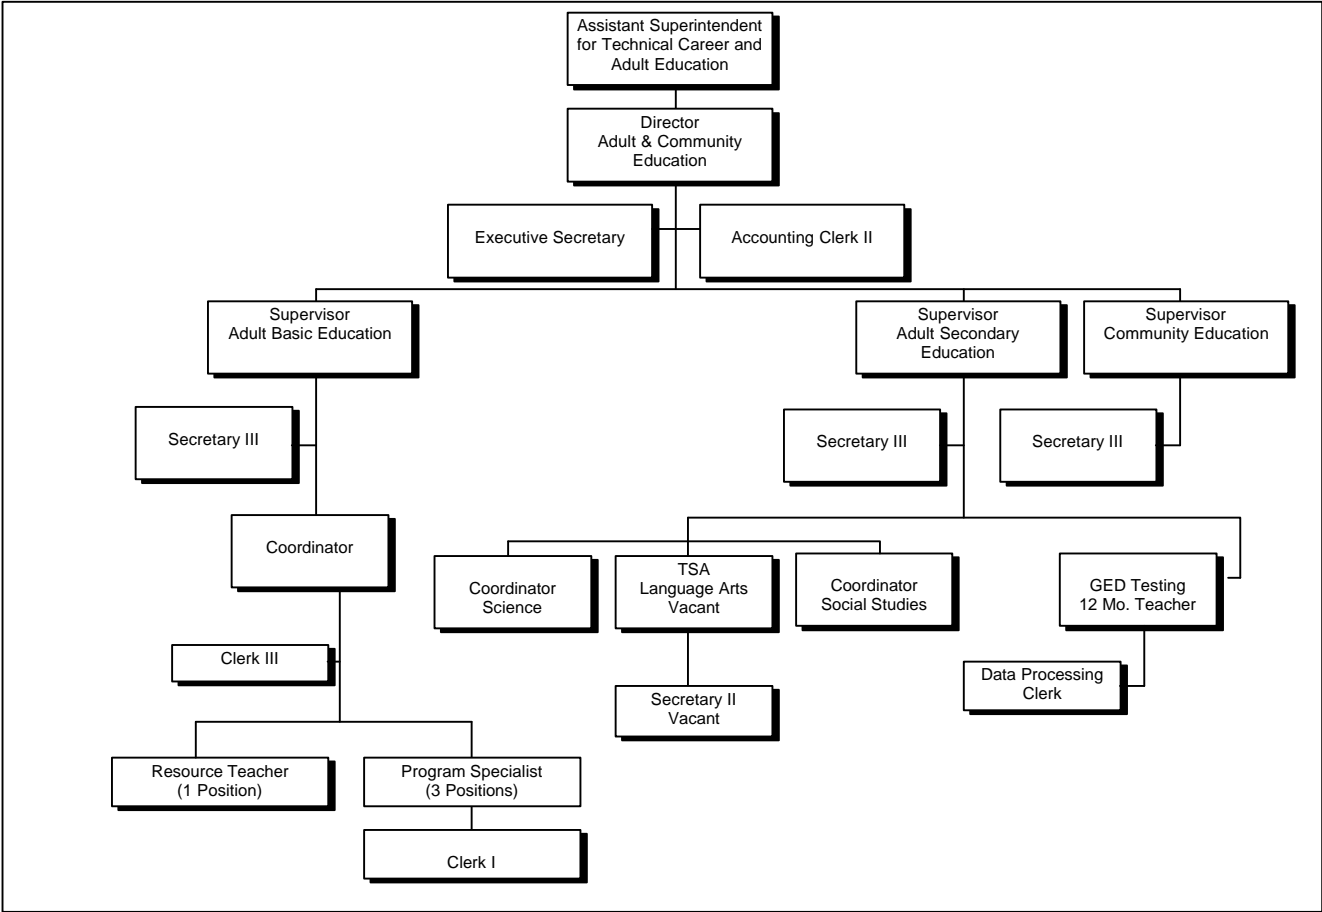 Assistant Superintendent
for Technical Career and
Adult Education
Director
Adult & Community
Education
Executive Secretary
Accounting Clerk II
Supervisor
Adult Basic Education
Supervisor
Adult Secondary
Education
Supervisor
Community Education
Secretary III
Secretary III
Secretary III
Coordinator
Coordinator
Science
TSA
Language Arts
Vacant
Coordinator
Social Studies
GED Testing
12 Mo. Teacher
Clerk III
Data Processing
Clerk
Secretary II
Vacant
Resource Teacher
(1 Position)
Program Specialist
(3 Positions)
Clerk I